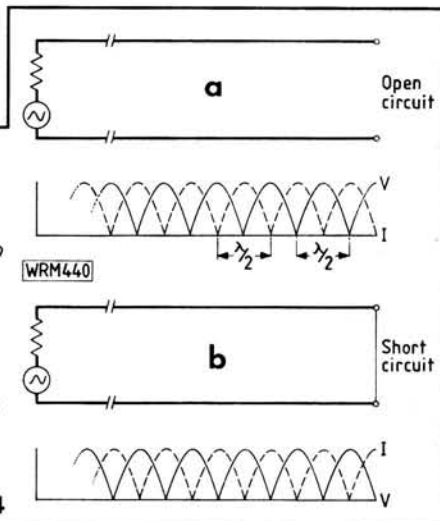 a
Open
circuit
V
I
λ/2
λ/2
WRM440
b
Short
circuit
I
V